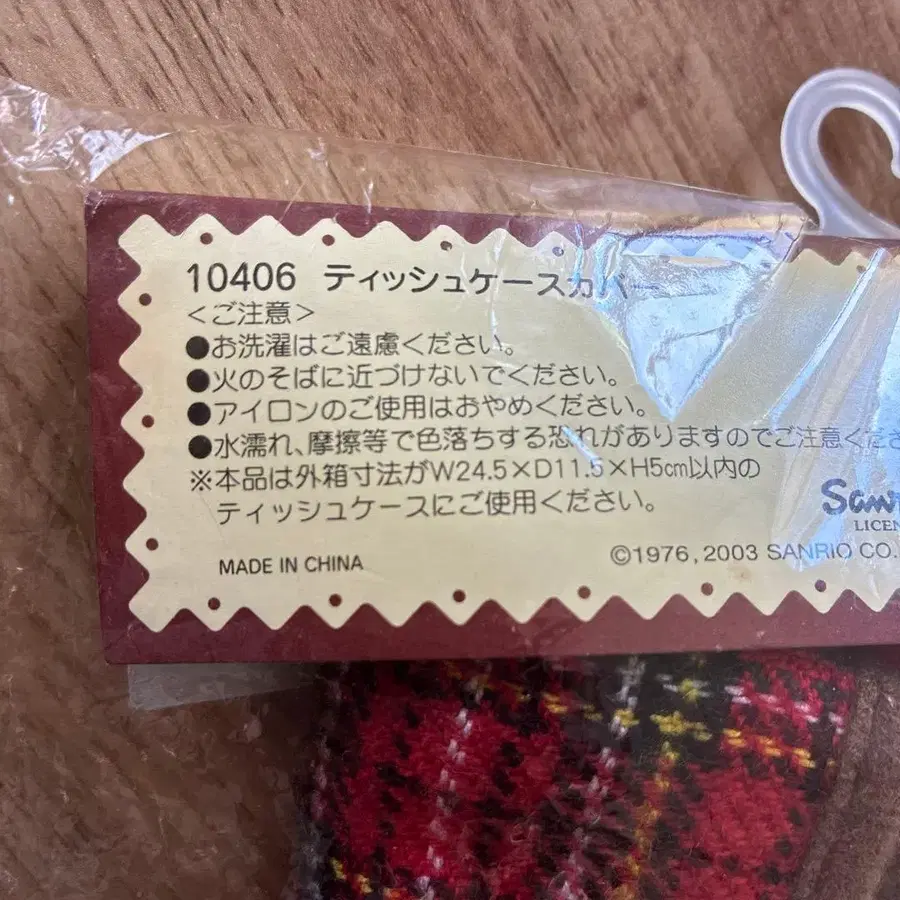 10406 ティッシュケースカバー
＜ご注意＞
●お洗濯はご遠慮ください。
●火のそばに近づけないでください。
●アイロンのご使用はおやめください。
●水濡れ、摩擦等で色落ちする恐れがありますのでご注意くださ
※本品は外箱寸法がW24.5×D11.5×H5cm以内の
ティッシュケースにご使用ください。
MADE IN CHINA
©1976, 2003 SANRIO CO.